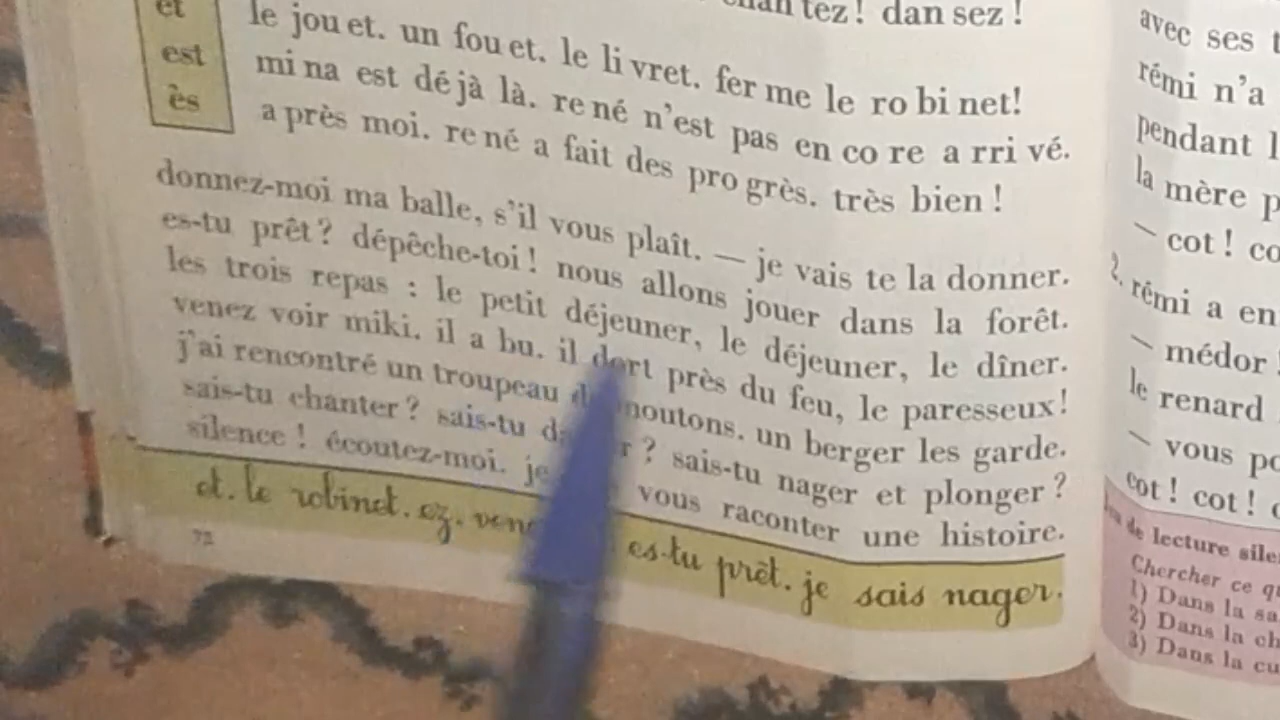 tez! dan sez!
et
est
ès
le jou et. un fou et. le li vret. fer me le ro bi net!
mi na est dé jà là. re né n'est pas en co re a rri vé.
a près moi. re né a fait des pro grès. très bien!
donnez-moi ma balle, s'il vous plaît. — je vais te la donner.
es-tu prêt? dépêche-toi! nous allons jouer dans la forêt.
les trois repas : le petit déjeuner, le déjeuner, le dîner.
venez voir miki. il a bu. il dort près du feu, le paresseux!
j'ai rencontré un troupeau moutons. un berger les garde.
sais-tu chanter? sais-tu ? sais-tu nager et plonger?
silence! écoutez-moi. je vous raconter une histoire.
et. le robinet. ez. es-tu prêt. je sais nager.
72
avec ses
rémi n'a
pendant
la mère
— cot!
2. rémi a
— médor
le renard
— vous
cot! cot!
de lecture
Chercher ce
1) Dans la
2) Dans la
3) Dans la